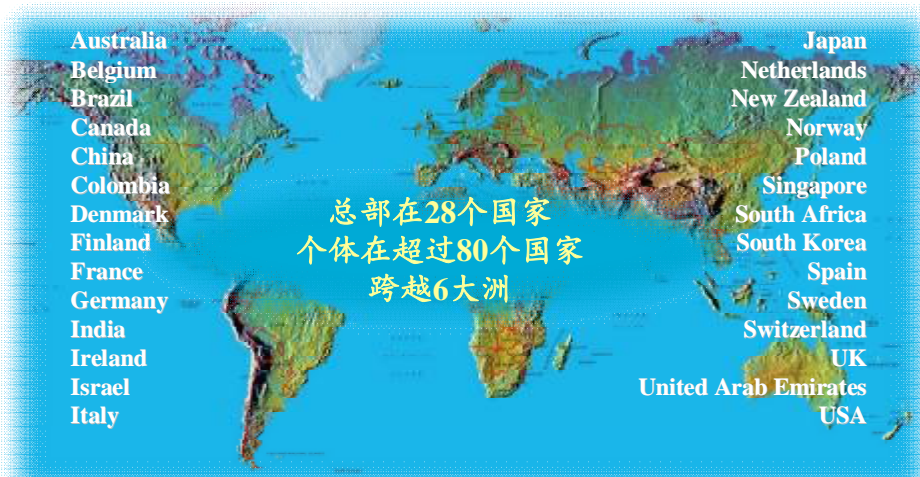 Australia
Belgium
Brazil
Canada
China
Colombia
Denmark
Finland
France
Germany
India
Ireland
Israel
Italy
总部在28个国家
个体在超过80个国家
跨越6大洲
Japan
Netherlands
New Zealand
Norway
Poland
Singapore
South Africa
South Korea
Spain
Sweden
Switzerland
UK
United Arab Emirates
USA